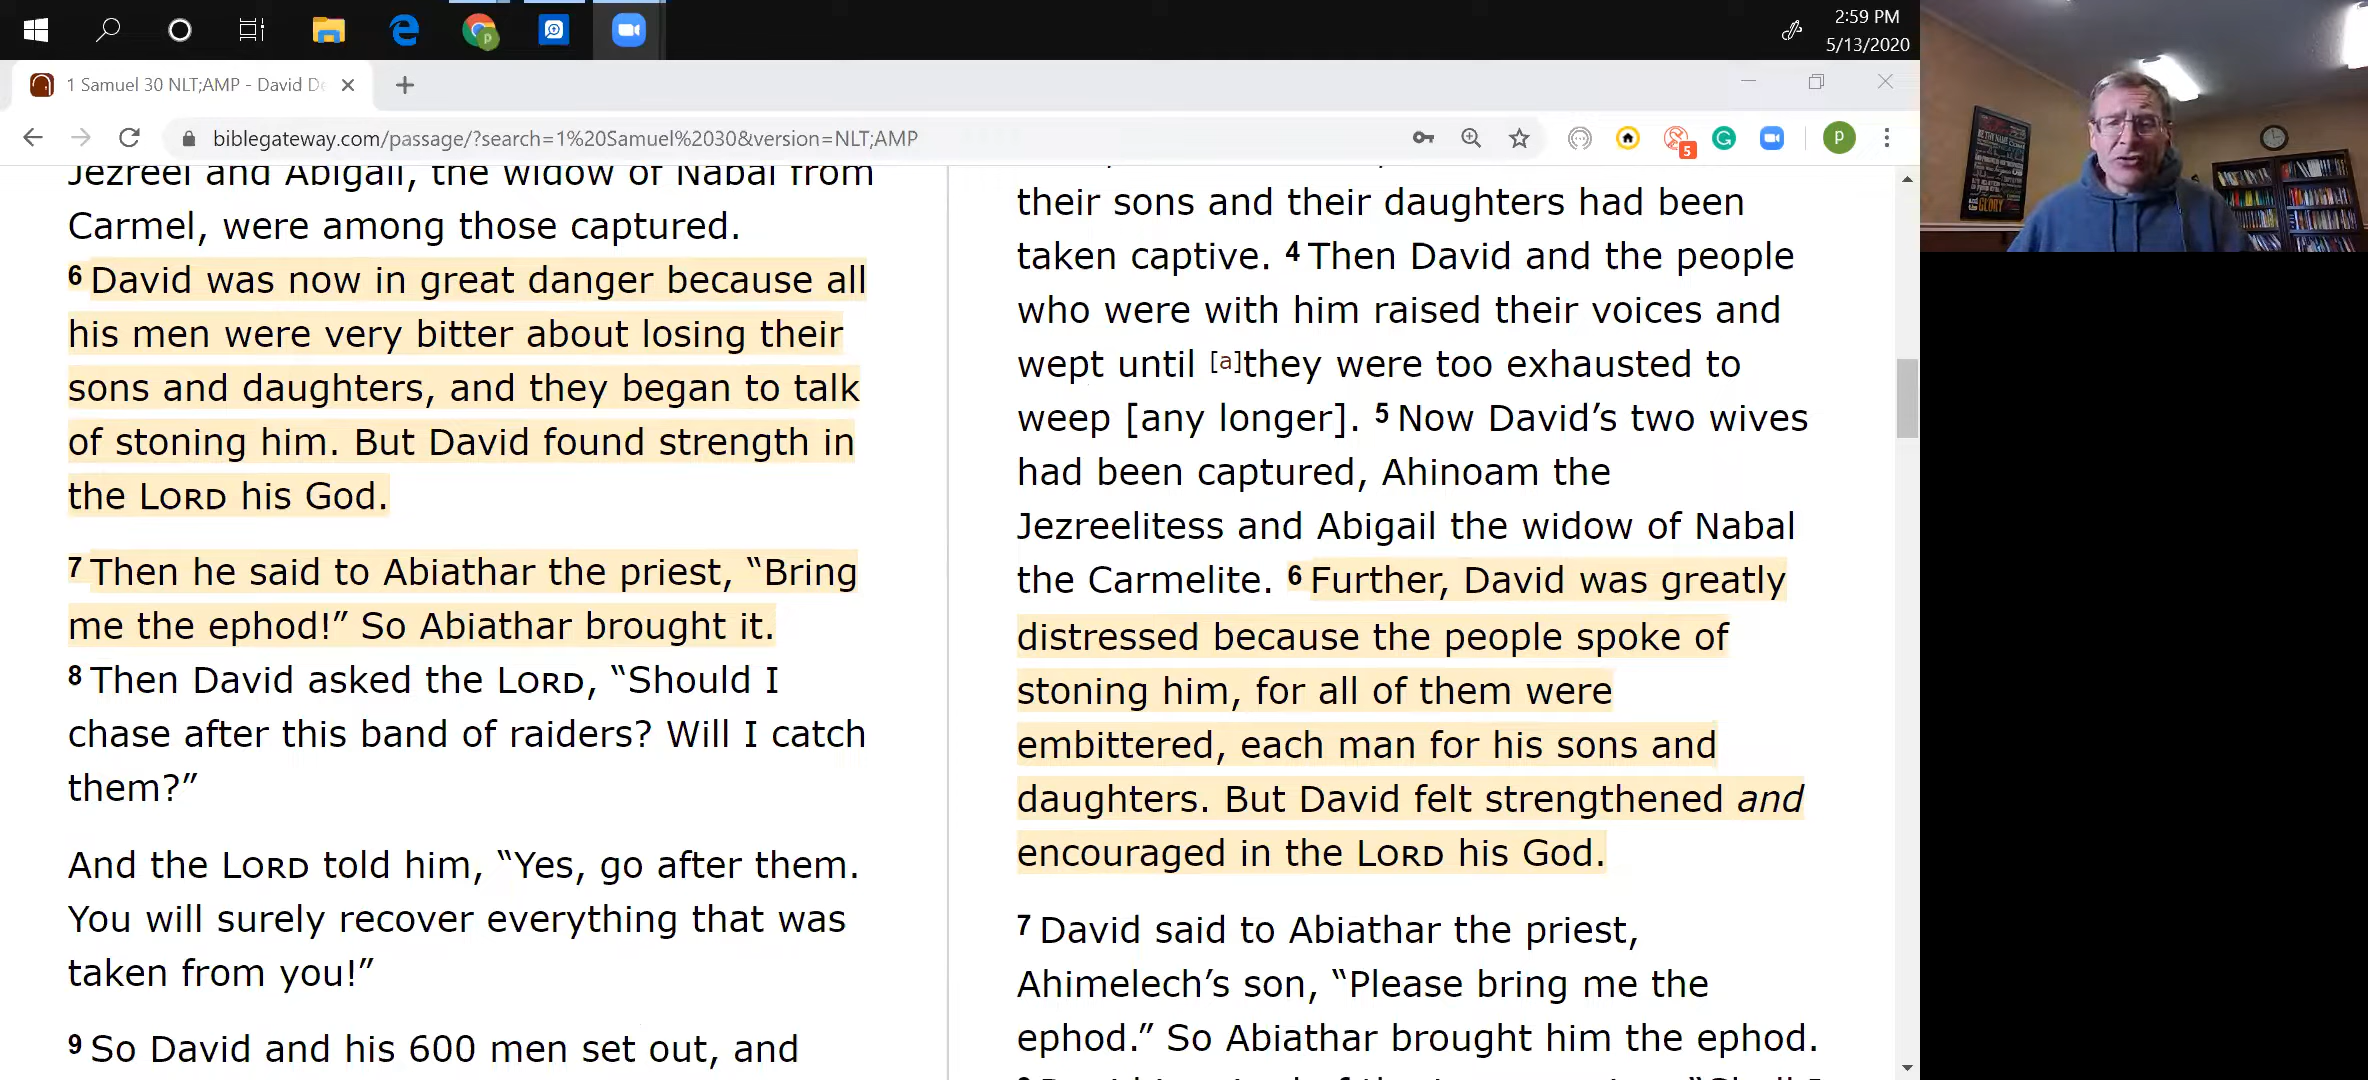 2:59 PM
5/13/2020
1 Samuel 30 NLT;AMP - David De
biblegateway.com/passage/?search=1%20Samuel%2030&version=NLT;AMP
5
p
p
Jezreel and Abigail, the widow of Nabal from
Carmel, were among those captured.
6 David was now in great danger because all
his men were very bitter about losing their
sons and daughters, and they began to talk
of stoning him. But David found strength in
the LORD his God.
7 Then he said to Abiathar the priest, “Bring
me the ephod!” So Abiathar brought it.
8 Then David asked the LORD, “Should I
chase after this band of raiders? Will I catch
them?”
And the LORD told him, “Yes, go after them.
You will surely recover everything that was
taken from you!”
9 So David and his 600 men set out, and
their sons and their daughters had been
taken captive. 4 Then David and the people
who were with him raised their voices and
wept until [a]they were too exhausted to
weep [any longer]. 5 Now David’s two wives
had been captured, Ahinoam the
Jezreelitess and Abigail the widow of Nabal
the Carmelite. 6 Further, David was greatly
distressed because the people spoke of
stoning him, for all of them were
embittered, each man for his sons and
daughters. But David felt strengthened and
encouraged in the LORD his God.
7 David said to Abiathar the priest,
Ahimelech’s son, “Please bring me the
ephod.” So Abiathar brought him the ephod.
GLORY